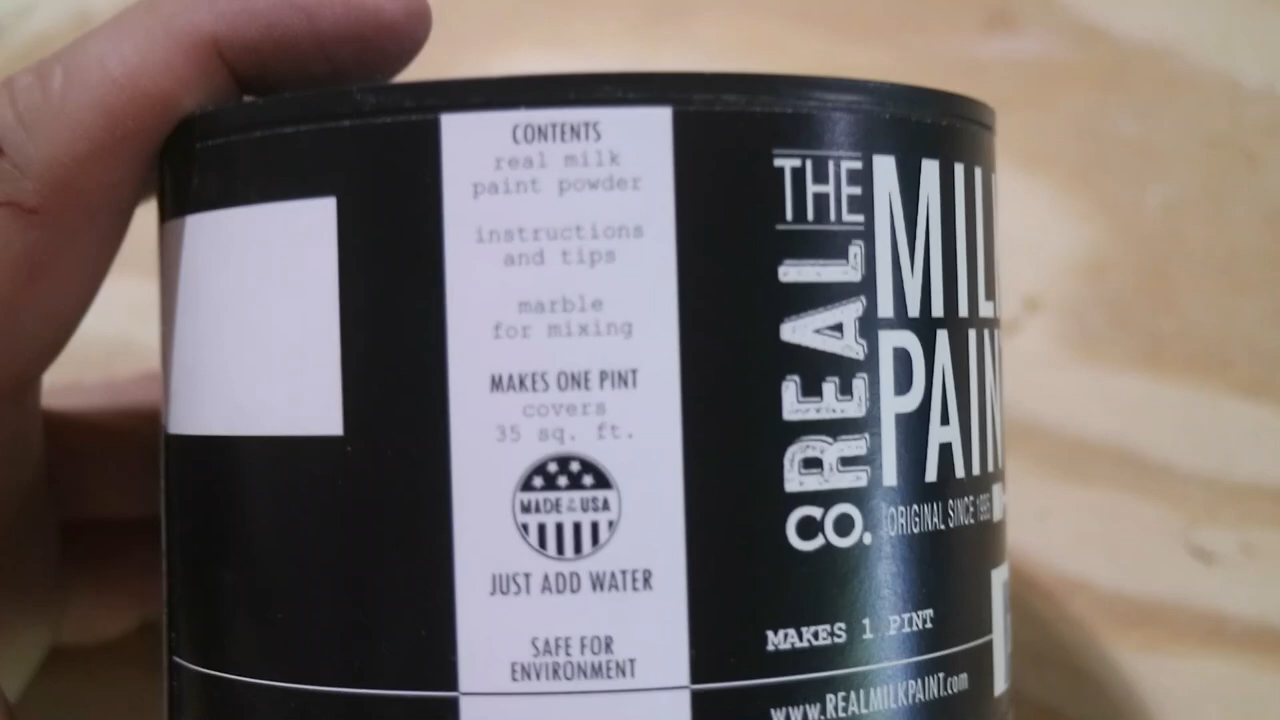 CONTENTS
real milk
paint powder
instructions
and tips
marble
for mixing
MAKES ONE PINT
covers
35 sq. ft.
MADE IN THE USA
JUST ADD WATER
SAFE FOR
ENVIRONMENT
THE
REAL
MILK
PAINT
CO.
ORIGINAL SINCE
MAKES 1 PINT
www.REALMILKPAINT.com